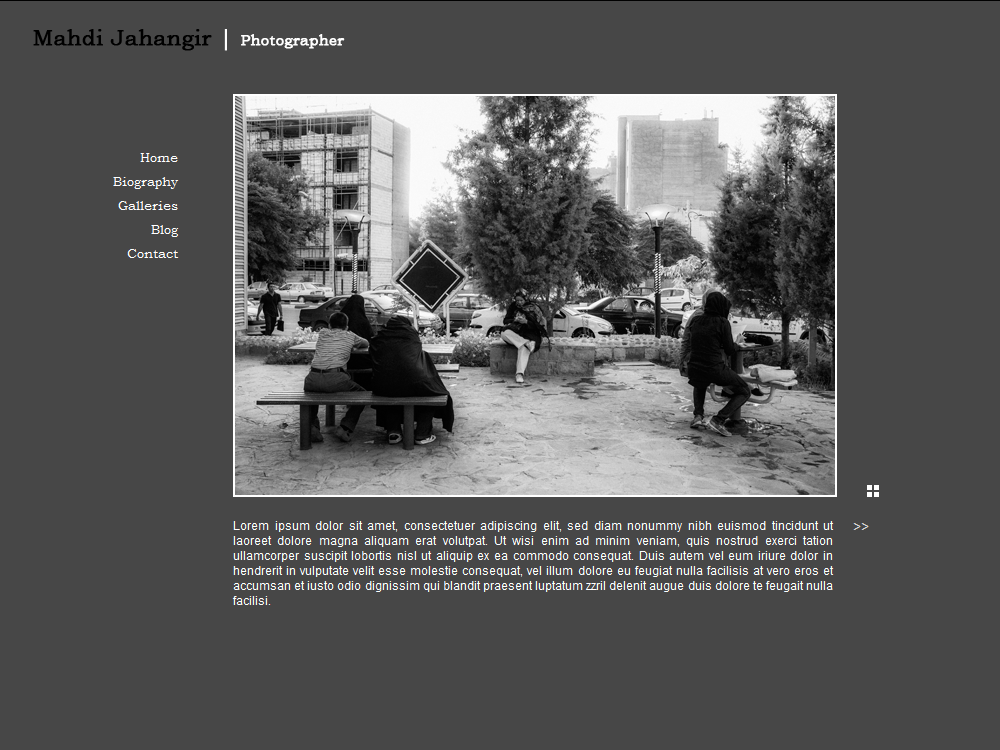 Mahdi Jahangir | Photographer
Home
Biography
Galleries
Blog
Contact
Lorem ipsum dolor sit amet, consectetuer adipiscing elit, sed diam nonummy nibh euismod tincidunt ut >>
laoreet dolore magna aliquam erat volutpat. Ut wisi enim ad minim veniam, quis nostrud exerci tation
ullamcorper suscipit lobortis nisl ut aliquip ex ea commodo consequat. Duis autem vel eum iriure dolor in
hendrerit in vulputate velit esse molestie consequat, vel illum dolore eu feugiat nulla facilisis at vero eros et
accumsan et iusto odio dignissim qui blandit praesent luptatum zzril delenit augue duis dolore te feugait nulla
facilisi.